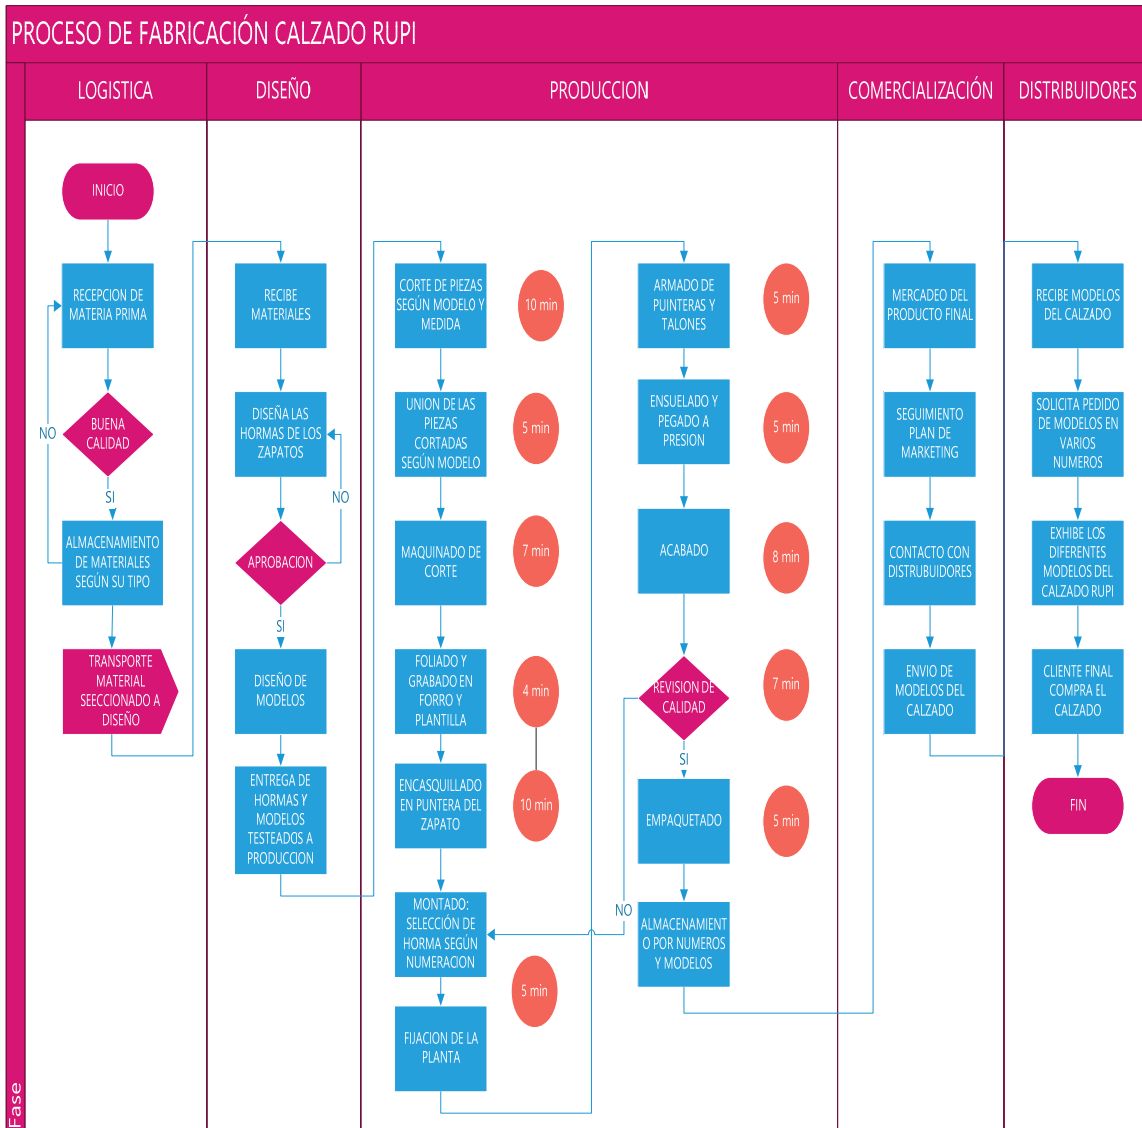 PROCESO DE FABRICACIÓN CALZADO RUPI
Fase
LOGISTICA
DISEÑO
PRODUCCION
COMERCIALIZACIÓN
DISTRIBUIDORES
INICIO
RECEPCION DE
MATERIA PRIMA
BUENA
CALIDAD
NO
SI
ALMACENAMIENTO
DE MATERIALES
SEGÚN SU TIPO
TRANSPORTE
MATERIAL
SEECCIONADO A
DISEÑO
RECIBE
MATERIALES
DISEÑA LAS
HORMAS DE LOS
ZAPATOS
NO
APROBACION
SI
DISEÑO DE
MODELOS
ENTREGA DE
HORMAS Y
MODELOS
TESTEADOS A
PRODUCCION
CORTE DE PIEZAS
SEGÚN MODELO Y
MEDIDA
10 min
UNION DE LAS
PIEZAS
CORTADAS
SEGÚN MODELO
5 min
MAQUINADO DE
CORTE
7 min
FOLIADO Y
GRABADO EN
FORRO Y
PLANTILLA
4 min
ENCASQUILLADO
EN PUNTERA DEL
ZAPATO
10 min
MONTADO:
SELECCIÓN DE
HORMA SEGÚN
NUMERACION
5 min
FIJACION DE LA
PLANTA
ARMADO DE
PUINTERAS Y
TALONES
5 min
ENSUELADO Y
PEGADO A
PRESION
5 min
ACABADO
8 min
REVISION DE
CALIDAD
7 min
SI
NO
EMPAQUETADO
5 min
ALMACENAMIENT
O POR NUMEROS
Y MODELOS
MERCADEO DEL
PRODUCTO FINAL
SEGUIMIENTO
PLAN DE
MARKETING
CONTACTO CON
DISTRUBUIDORES
ENVIO DE
MODELOS DEL
CALZADO
RECIBE MODELOS
DEL CALZADO
SOLICITA PEDIDO
DE MODELOS EN
VARIOS
NUMEROS
EXHIBE LOS
DIFERENTES
MODELOS DEL
CALZADO RUPI
CLIENTE FINAL
COMPRA EL
CALZADO
FIN